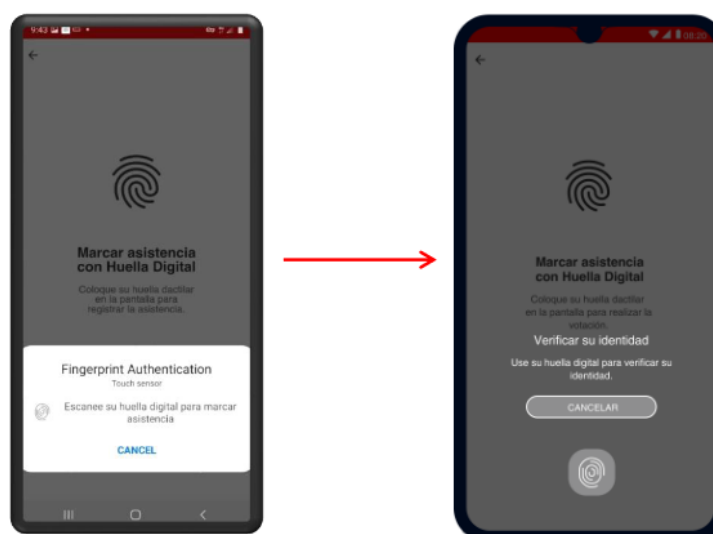 9:43
Marcar asistencia
con Huella Digital
Coloque su huella dactilar
en la pantalla para
registrar la asistencia.
Fingerprint Authentication
Touch sensor
Escanee su huella digital para marcar
asistencia
CANCEL
08:20
Marcar asistencia
con Huella Digital
Coloque su huella dactilar
en la pantalla para realizar la
votación.
Verificar su identidad
Use su huella digital para verificar su
identidad.
CANCELAR